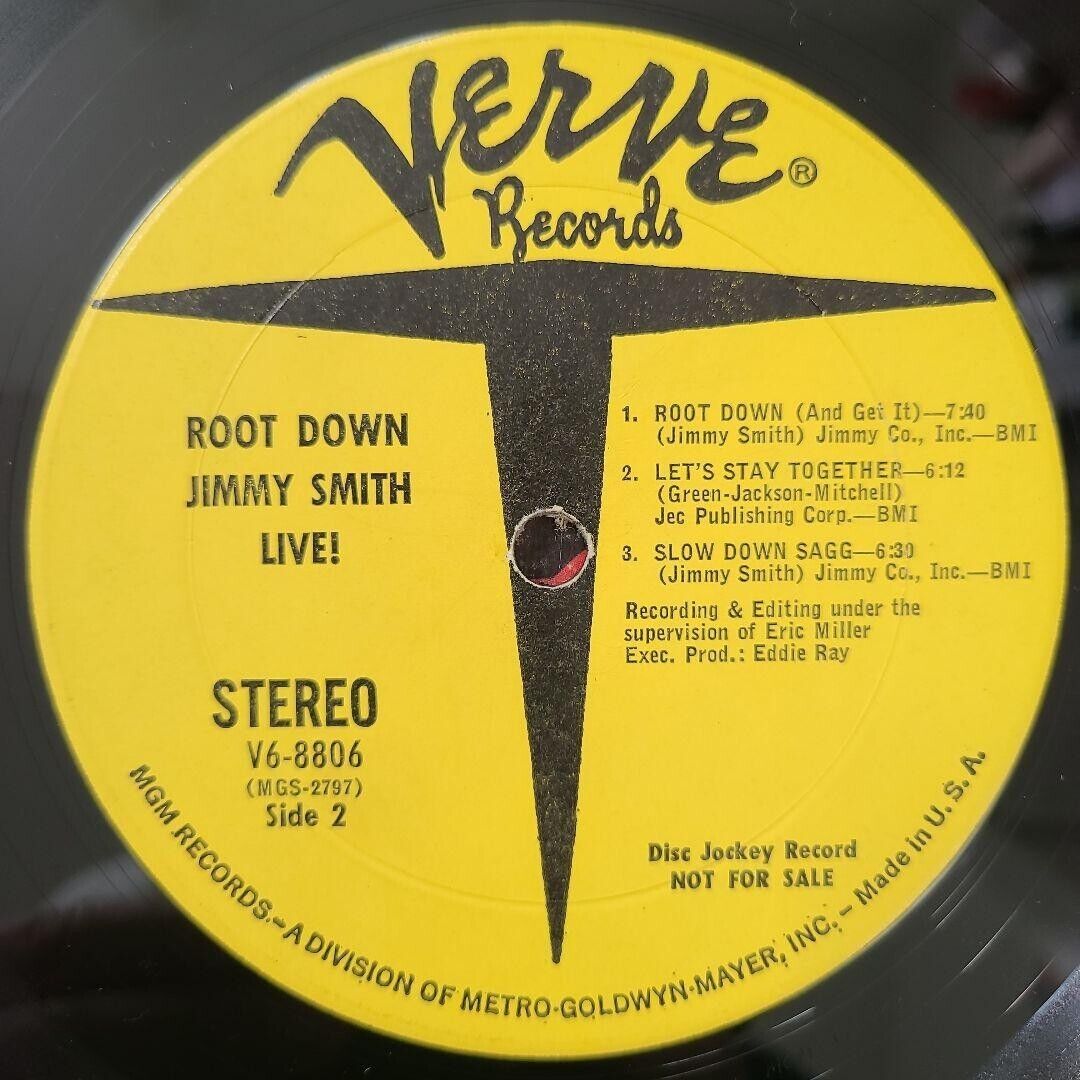 Verve ®
Records
ROOT DOWN
JIMMY SMITH
LIVE!
STEREO
V6-8806
(MGS-2797)
Side 2
1. ROOT DOWN (And Get It)—7:40
(Jimmy Smith) Jimmy Co., Inc.—BMI
2. LET'S STAY TOGETHER—6:12
(Green-Jackson-Mitchell)
Jec Publishing Corp.—BMI
3. SLOW DOWN SAGG—6:30
(Jimmy Smith) Jimmy Co., Inc.—BMI
Recording & Editing under the
supervision of Eric Miller
Exec. Prod.: Eddie Ray
Disc Jockey Record
NOT FOR SALE
MGM RECORDS.–A DIVISION OF METRO-GOLDWYN-MAYER, INC. – Made in U. S. A.